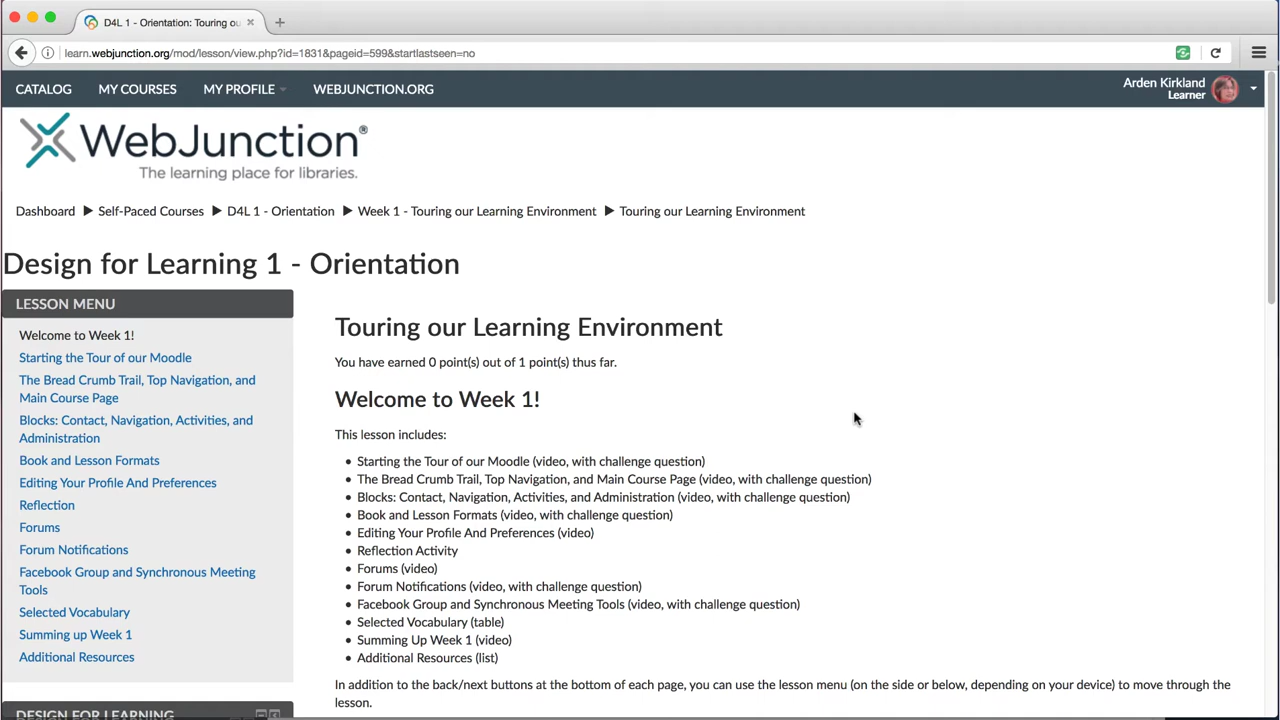 D4L 1 - Orientation: Touring ou
learn.webjunction.org/mod/lesson/view.php?id=1831&pageid=599&startlastseen=no
CATALOG MY COURSES MY PROFILE WEBJUNCTION.ORG
Arden Kirkland
Learner
WebJunction®
The learning place for libraries.
Dashboard ▶ Self-Paced Courses ▶ D4L 1 - Orientation ▶ Week 1 - Touring our Learning Environment ▶ Touring our Learning Environment
Design for Learning 1 - Orientation
LESSON MENU
Welcome to Week 1!
Starting the Tour of our Moodle
The Bread Crumb Trail, Top Navigation, and
Main Course Page
Blocks: Contact, Navigation, Activities, and
Administration
Book and Lesson Formats
Editing Your Profile And Preferences
Reflection
Forums
Forum Notifications
Facebook Group and Synchronous Meeting
Tools
Selected Vocabulary
Summing up Week 1
Additional Resources
DESIGN FOR LEARNING
Touring our Learning Environment
You have earned 0 point(s) out of 1 point(s) thus far.
Welcome to Week 1!
This lesson includes:
• Starting the Tour of our Moodle (video, with challenge question)
• The Bread Crumb Trail, Top Navigation, and Main Course Page (video, with challenge question)
• Blocks: Contact, Navigation, Activities, and Administration (video, with challenge question)
• Book and Lesson Formats (video, with challenge question)
• Editing Your Profile And Preferences (video)
• Reflection Activity
• Forums (video)
• Forum Notifications (video, with challenge question)
• Facebook Group and Synchronous Meeting Tools (video, with challenge question)
• Selected Vocabulary (table)
• Summing Up Week 1 (video)
• Additional Resources (list)
In addition to the back/next buttons at the bottom of each page, you can use the lesson menu (on the side or below, depending on your device) to move through the
lesson.